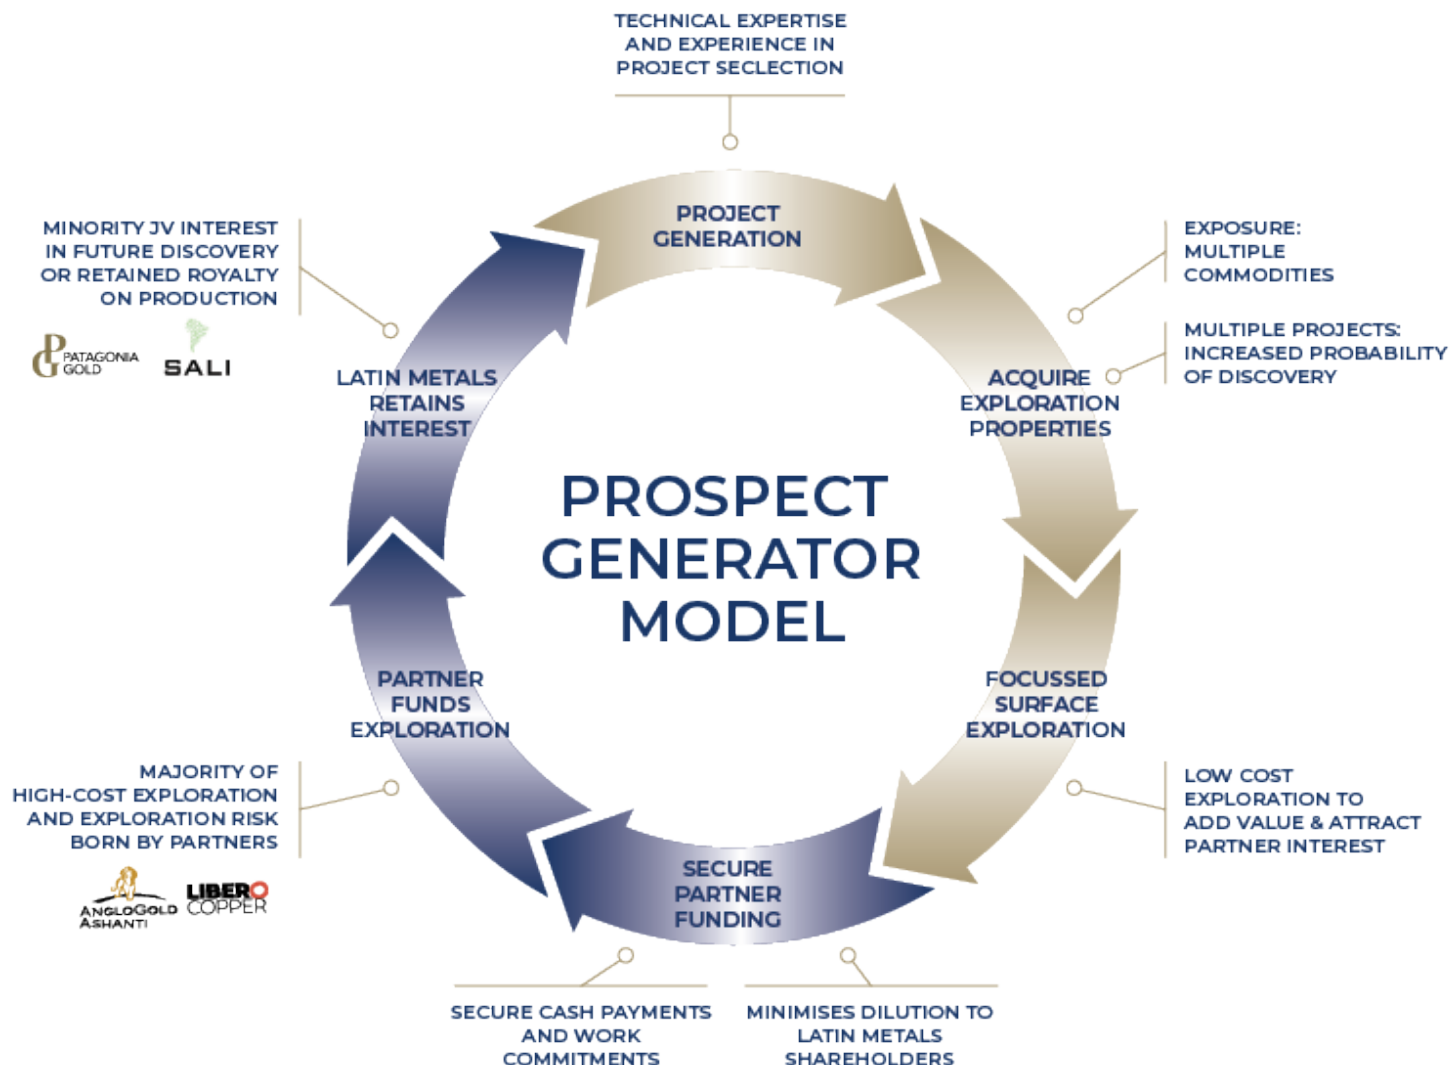 TECHNICAL EXPERTISE
AND EXPERIENCE IN
PROJECT SECLECTION
PROJECT
GENERATION
EXPOSURE:
MULTIPLE
COMMODITIES
MULTIPLE PROJECTS:
INCREASED PROBABILITY
OF DISCOVERY
ACQUIRE
EXPLORATION
PROPERTIES
FOCUSSED
SURFACE
EXPLORATION
LOW COST
EXPLORATION TO
ADD VALUE & ATTRACT
PARTNER INTEREST
SECURE
PARTNER
FUNDING
MINIMISES DILUTION TO
LATIN METALS
SHAREHOLDERS
SECURE CASH PAYMENTS
AND WORK
COMMITMENTS
PARTNER
FUNDS
EXPLORATION
MAJORITY OF
HIGH-COST EXPLORATION
AND EXPLORATION RISK
BORN BY PARTNERS
ANGLOGOLD
ASHANTI
LIBERO
COPPER
LATIN METALS
RETAINS
INTEREST
MINORITY JV INTEREST
IN FUTURE DISCOVERY
OR RETAINED ROYALTY
ON PRODUCTION
PATAGONIA
GOLD
SALI
PROSPECT
GENERATOR
MODEL